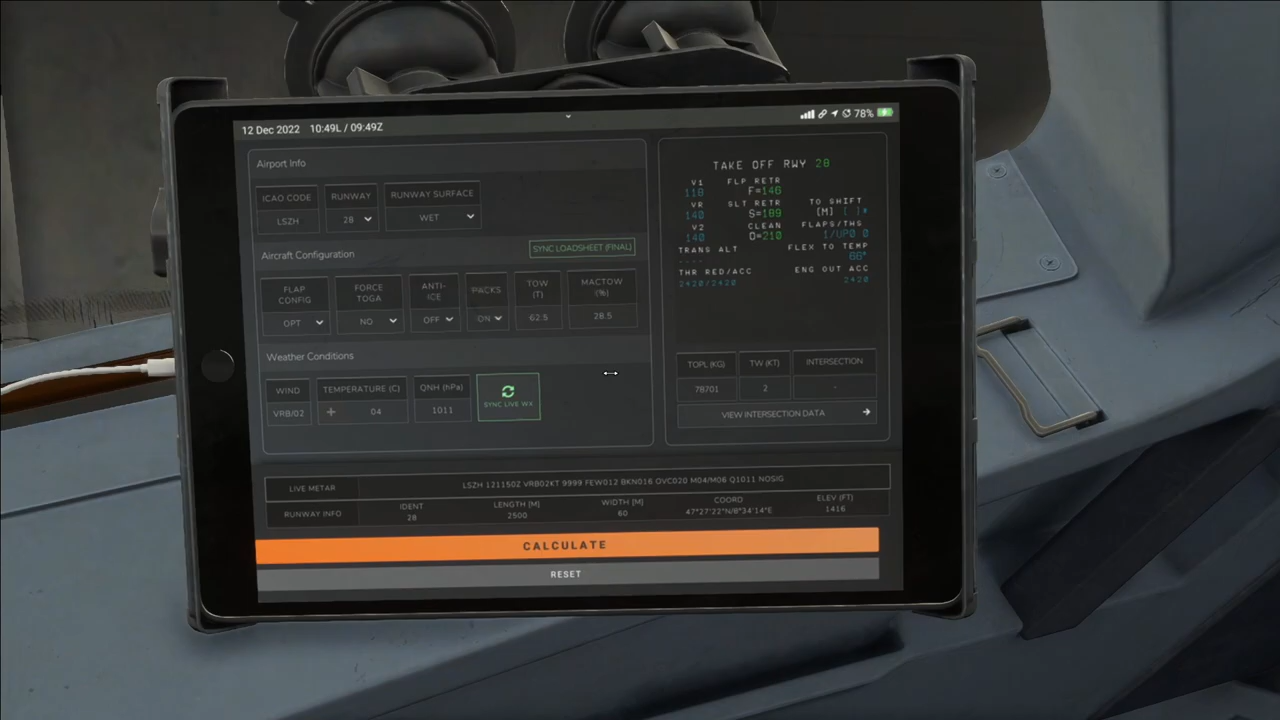 12 Dec 2022 10:49L / 09:49Z
78%
Airport Info
ICAO CODE RUNWAY RUNWAY SURFACE
LSZH 28 WET
Aircraft Configuration SYNC LOADSHEET (FINAL)
FLAP CONFIG FORCE TOGA ANTI-ICE PACKS TOW (T) MACTOW (%)
OPT NO OFF ON 62.5 28.5
Weather Conditions
WIND TEMPERATURE (C) QNH (hPa)
VRB/02 + 04 1011 SYNC LIVE WX
TAKE OFF RWY 28
V1 FLP RETR
F=146
VR SLT RETR TO SHIFT
140 S=189 [M] [ ]*
V2 CLEAN FLAPS/THS
140 O=210 1/UP0.0
TRANS ALT FLEX TO TEMP
---- 66°
THR RED/ACC ENG OUT ACC
2420/2420 2420
TOPL (KG) TW (KT) INTERSECTION
78701 2 -
VIEW INTERSECTION DATA
LIVE METAR LSZH 121150Z VRB02KT 9999 FEW012 BKN016 OVC020 M04/M06 Q1011 NOSIG
RUNWAY INFO IDENT LENGTH (M) WIDTH (M) COORD ELEV (FT)
28 2500 60 47°27'22"N/8°34'14"E 1416
CALCULATE
RESET